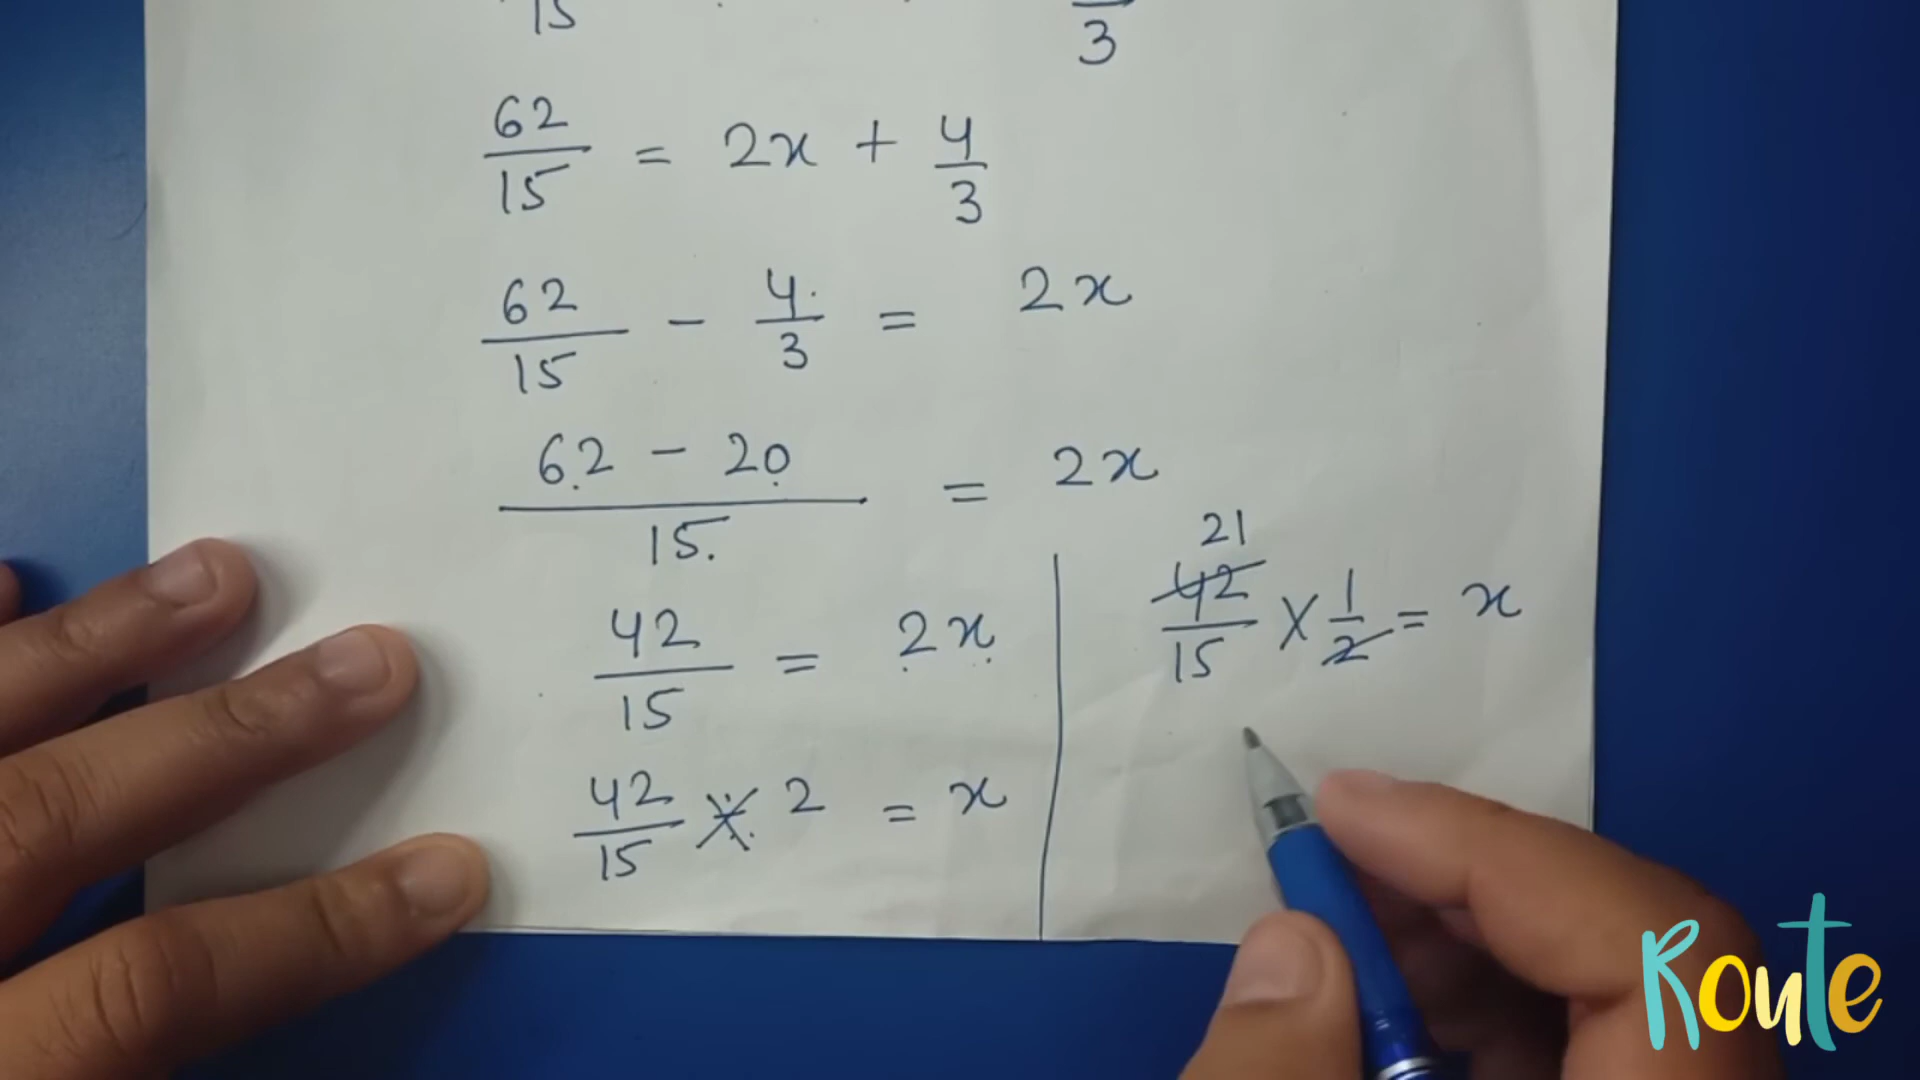 15 3
62/15 = 2x + 4/3
62/15 - 4/3 = 2x
62 - 20 / 15 = 2x
42/15 = 2x
42/15 × 2 = x
21
42/15 × 1/2 = x
Route